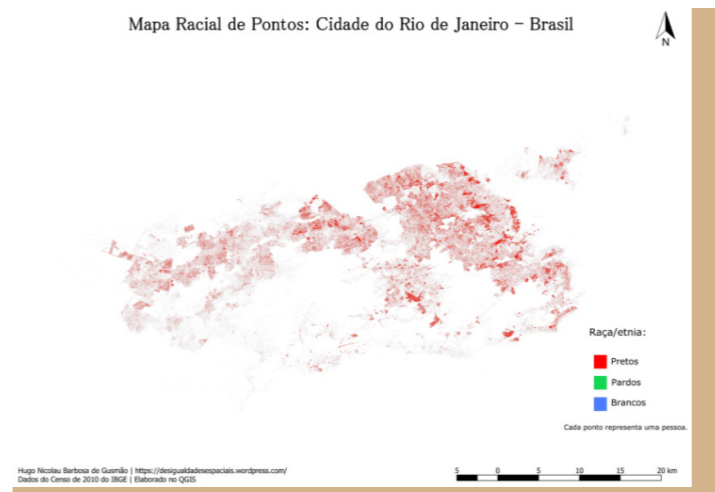 Mapa Racial de Pontos: Cidade do Rio de Janeiro - Brasil
N
Raça/etnia:
Pretos
Pardos
Brancos
Cada ponto representa uma pessoa.
Hugo Nicolau Barbosa de Gusmão | https://desigualdadesespaciais.wordpress.com/
Dados do Censo de 2010 do IBGE | Elaborado no QGIS
5 0 5 10 15 20 km